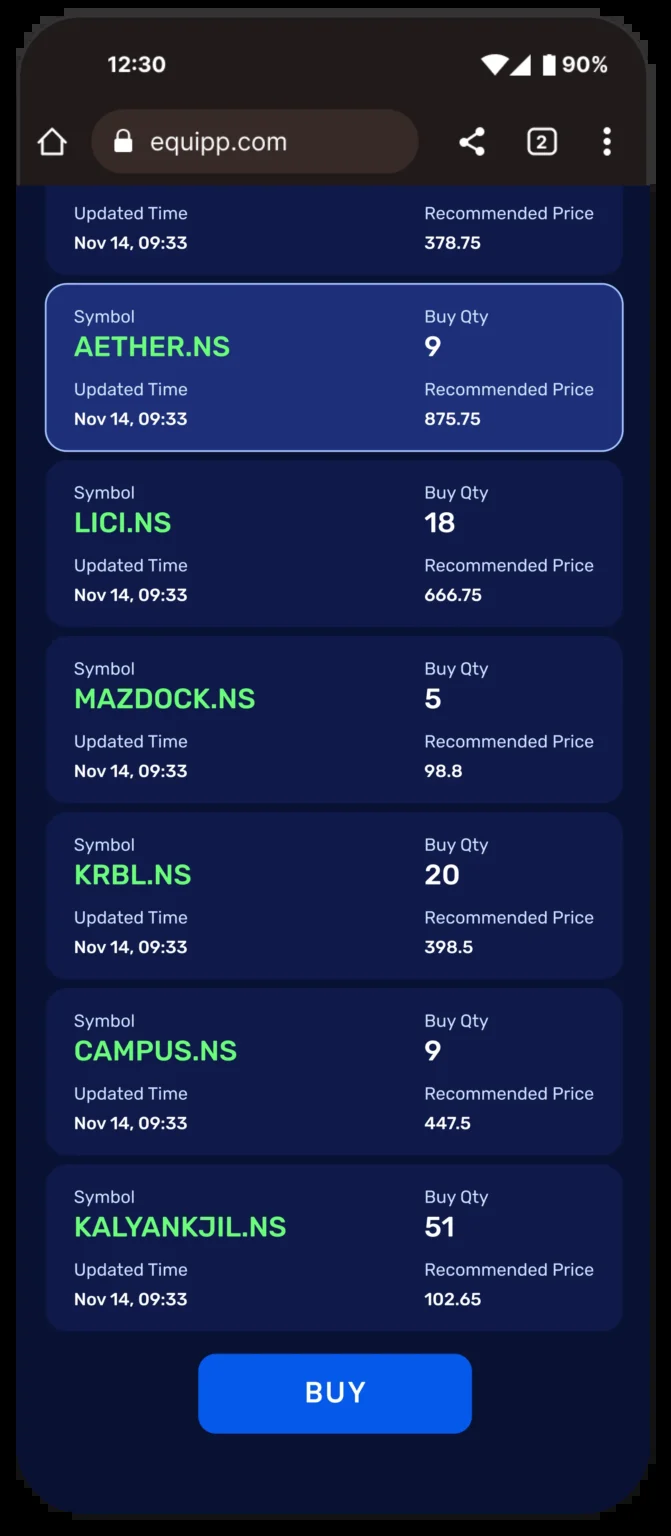 12:30 90%
equipp.com 2
Updated Time Recommended Price
Nov 14, 09:33 378.75
Symbol Buy Qty
AETHER.NS 9
Updated Time Recommended Price
Nov 14, 09:33 875.75
Symbol Buy Qty
LICI.NS 18
Updated Time Recommended Price
Nov 14, 09:33 666.75
Symbol Buy Qty
MAZDOCK.NS 5
Updated Time Recommended Price
Nov 14, 09:33 98.8
Symbol Buy Qty
KRBL.NS 20
Updated Time Recommended Price
Nov 14, 09:33 398.5
Symbol Buy Qty
CAMPUS.NS 9
Updated Time Recommended Price
Nov 14, 09:33 447.5
Symbol Buy Qty
KALYANKJIL.NS 51
Updated Time Recommended Price
Nov 14, 09:33 102.65
BUY